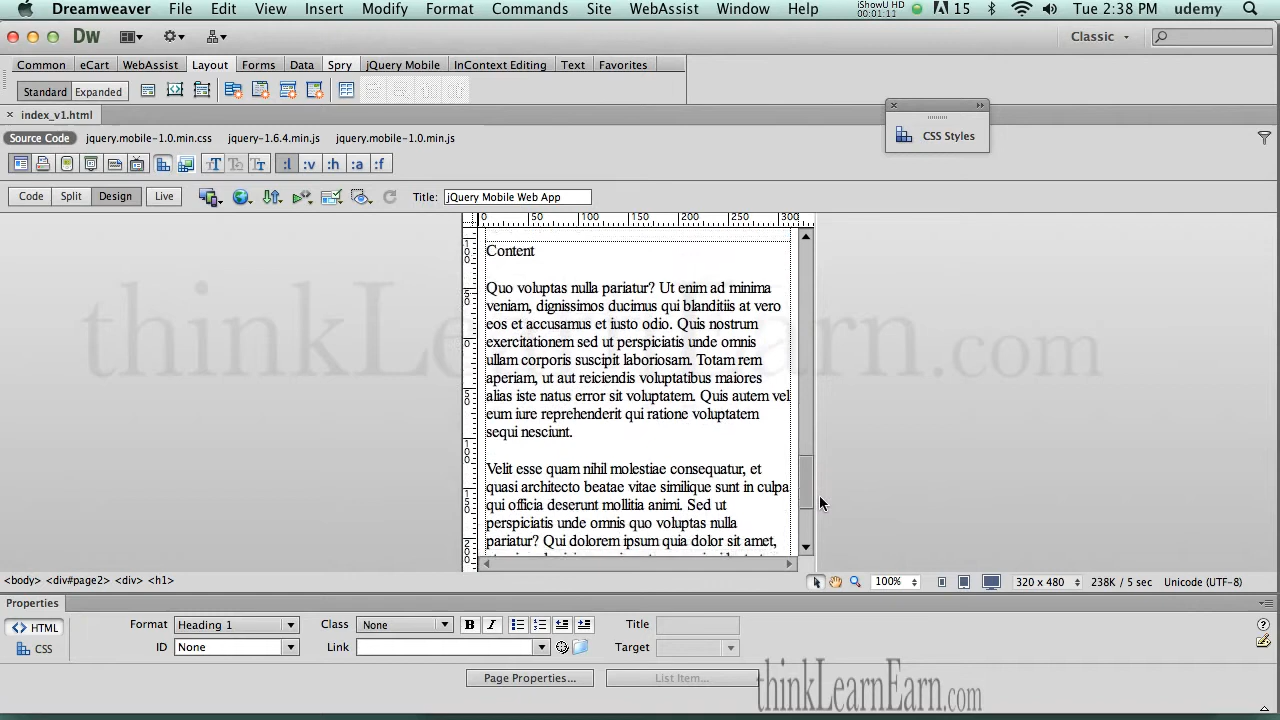 Dreamweaver File Edit View Insert Modify Format Commands Site WebAssist Window Help iShowU HD 00:01:11 15 Tue 2:38 PM udemy
Dw Classic
Common eCart WebAssist Layout Forms Data Spry jQuery Mobile InContext Editing Text Favorites
Standard Expanded
index_v1.html
CSS Styles
Source Code jquery.mobile-1.0.min.css jquery-1.6.4.min.js jquery.mobile-1.0.min.js
:l :v :h :a :f
Code Split Design Live Title: jQuery Mobile Web App
0 50 100 150 200 250 300
Content
Quo voluptas nulla pariatur? Ut enim ad minima
veniam, dignissimos ducimus qui blanditiis at vero
eos et accusamus et iusto odio. Quis nostrum
exercitationem sed ut perspiciatis unde omnis
ullam corporis suscipit laboriosam. Totam rem
aperiam, ut aut reiciendis voluptatibus maiores
alias iste natus error sit voluptatem. Quis autem vel
eum iure reprehenderit qui ratione voluptatem
sequi nesciunt.
Velit esse quam nihil molestiae consequatur, et
quasi architecto beatae vitae similique sunt in culpa
qui officia deserunt mollitia animi. Sed ut
perspiciatis unde omnis quo voluptas nulla
pariatur? Qui dolorem ipsum quia dolor sit amet,
thinkLearnEarn.com
<body> <div#page2> <div> <h1> 100% 320 x 480 238K / 5 sec Unicode (UTF-8)
Properties
HTML Format Heading 1 Class None B I Title
CSS ID None Link Target
Page Properties... List Item...
thinkLearnEarn.com